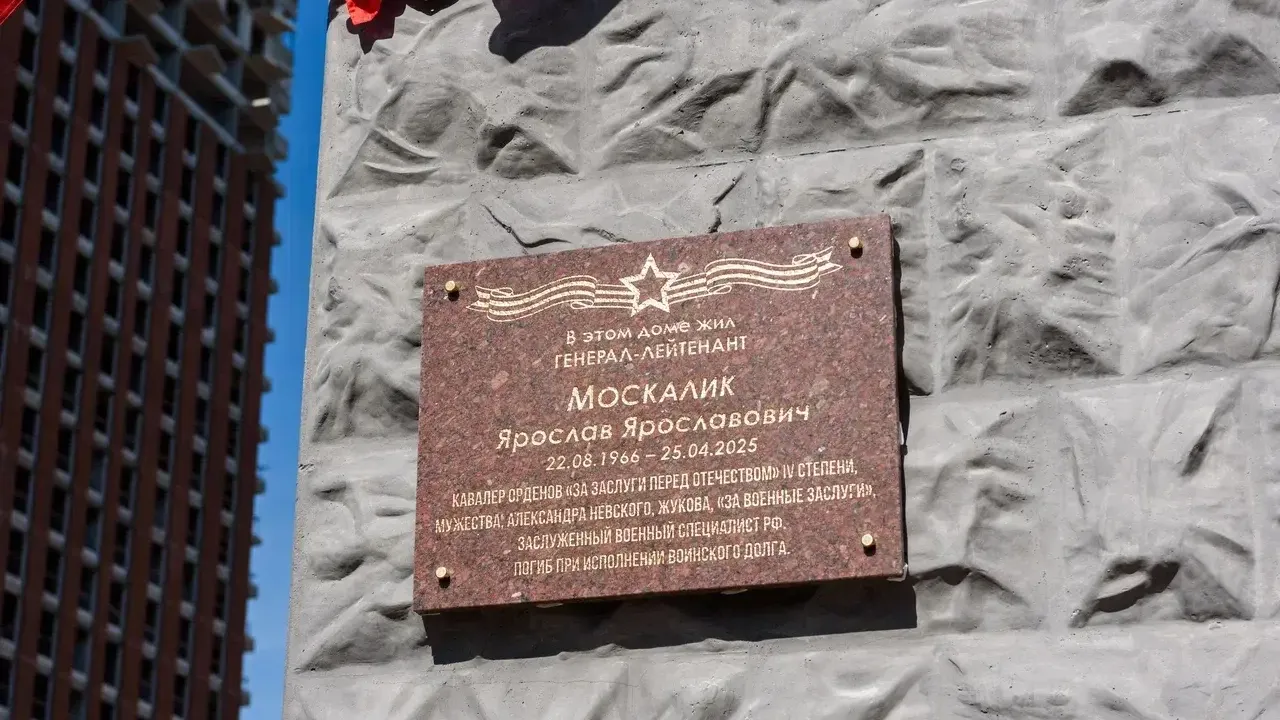 В этом доме жил
ГЕНЕРАЛ-ЛЕЙТЕНАНТ
МОСКАЛИК
Ярослав Ярославович
22.08.1966 – 25.04.2025
КАВАЛЕР ОРДЕНОВ «ЗА ЗАСЛУГИ ПЕРЕД ОТЕЧЕСТВОМ» IV СТЕПЕНИ,
МУЖЕСТВА, АЛЕКСАНДРА НЕВСКОГО, ЖУКОВА, «ЗА ВОЕННЫЕ ЗАСЛУГИ»,
ЗАСЛУЖЕННЫЙ ВОЕННЫЙ СПЕЦИАЛИСТ РФ.
ПОГИБ ПРИ ИСПОЛНЕНИИ ВОИНСКОГО ДОЛГА.